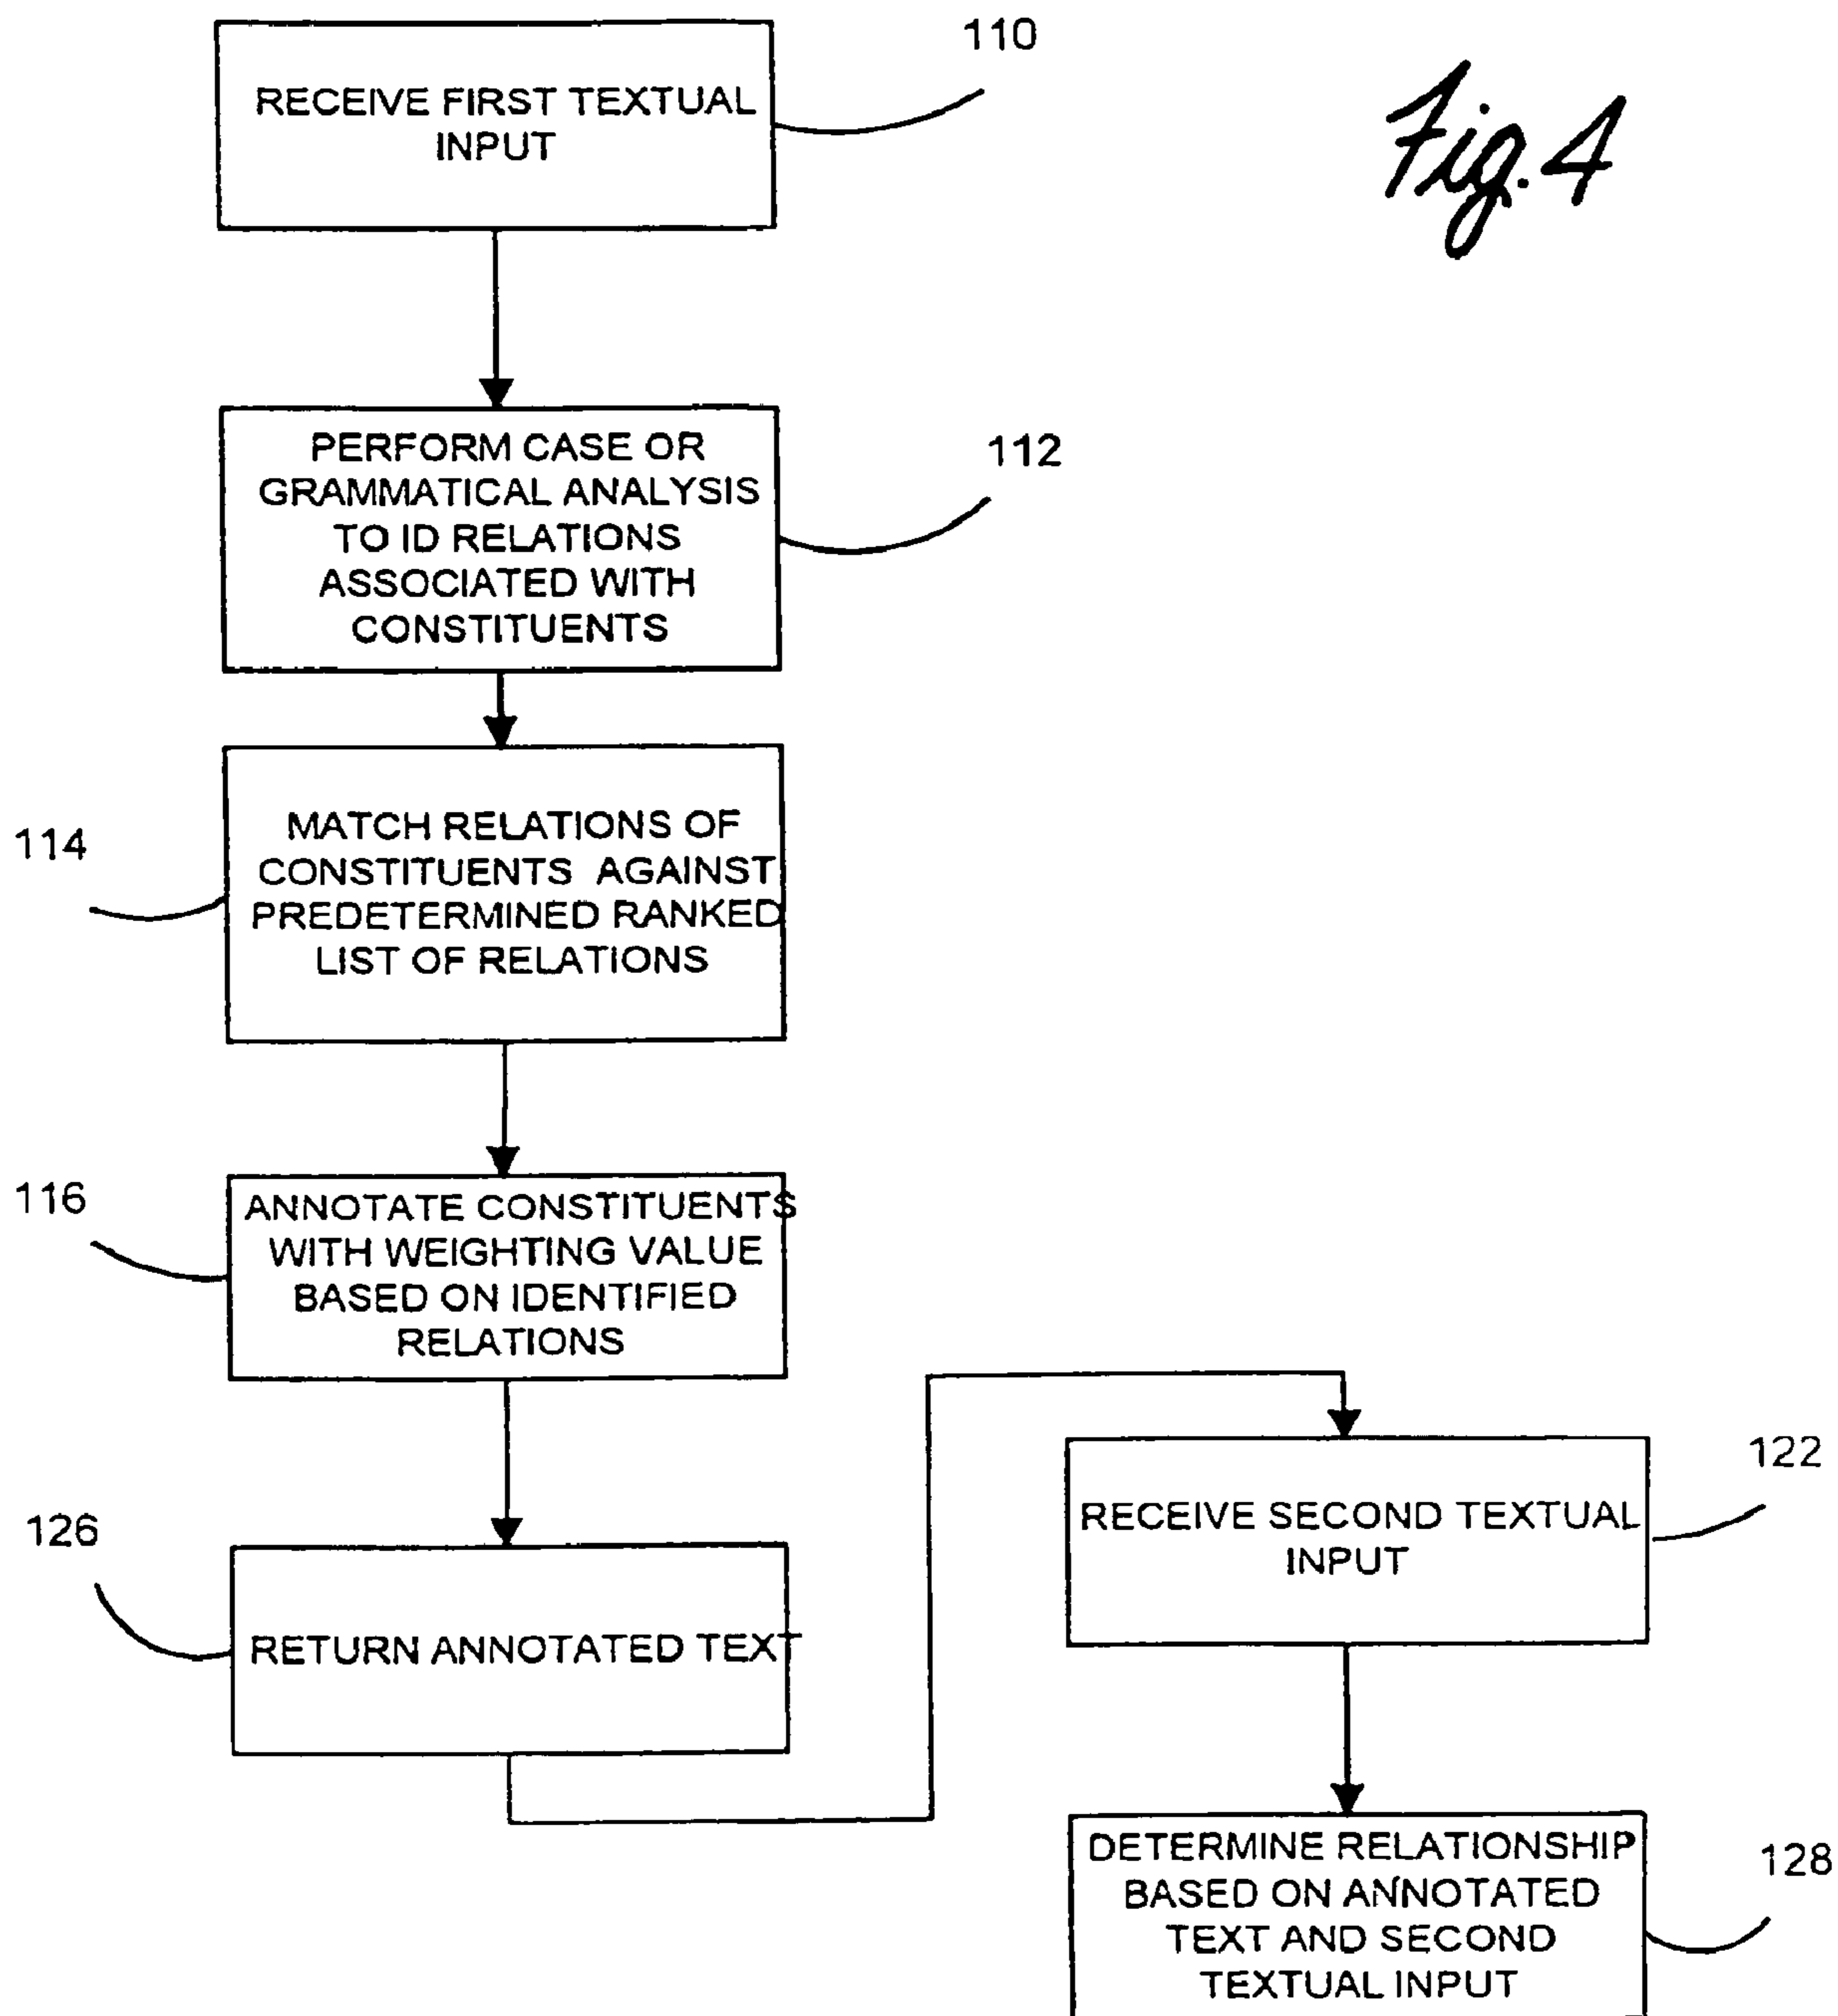 110
RECEIVE FIRST TEXTUAL
INPUT
Fig. 4
112
PERFORM CASE OR
GRAMMATICAL ANALYSIS
TO ID RELATIONS
ASSOCIATED WITH
CONSTITUENTS
114
MATCH RELATIONS OF
CONSTITUENTS AGAINST
PREDETERMINED RANKED
LIST OF RELATIONS
116
ANNOTATE CONSTITUENTS
WITH WEIGHTING VALUE
BASED ON IDENTIFIED
RELATIONS
126
RETURN ANNOTATED TEXT
122
RECEIVE SECOND TEXTUAL
INPUT
128
DETERMINE RELATIONSHIP
BASED ON ANNOTATED
TEXT AND SECOND
TEXTUAL INPUT